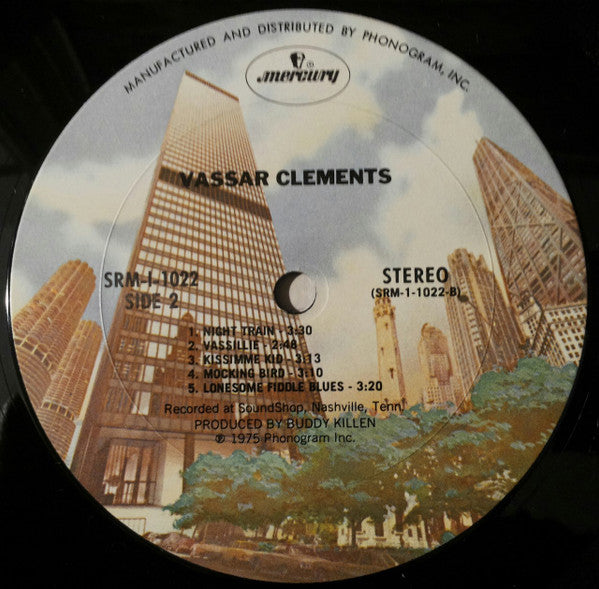 MANUFACTURED AND DISTRIBUTED BY PHONOGRAM, INC.
mercury ®
VASSAR CLEMENTS
SRM-1-1022
SIDE 2
STEREO
(SRM-1-1022-B)
1. NIGHT TRAIN - 3:30
2. VASSILLIE - 2:48
3. KISSIMME KID - 3:13
4. MOCKING BIRD - 3:10
5. LONESOME FIDDLE BLUES - 3:20
Recorded at SoundShop, Nashville, Tenn.
PRODUCED BY BUDDY KILLEN
℗ 1975 Phonogram Inc.